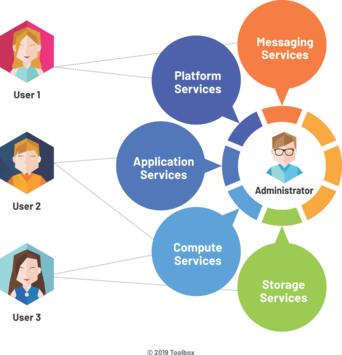 Messaging
Services
Platform
Services
User 1
Application
Services
Administrator
User 2
Compute
Services
Storage
Services
User 3
© 2019 Toolbox